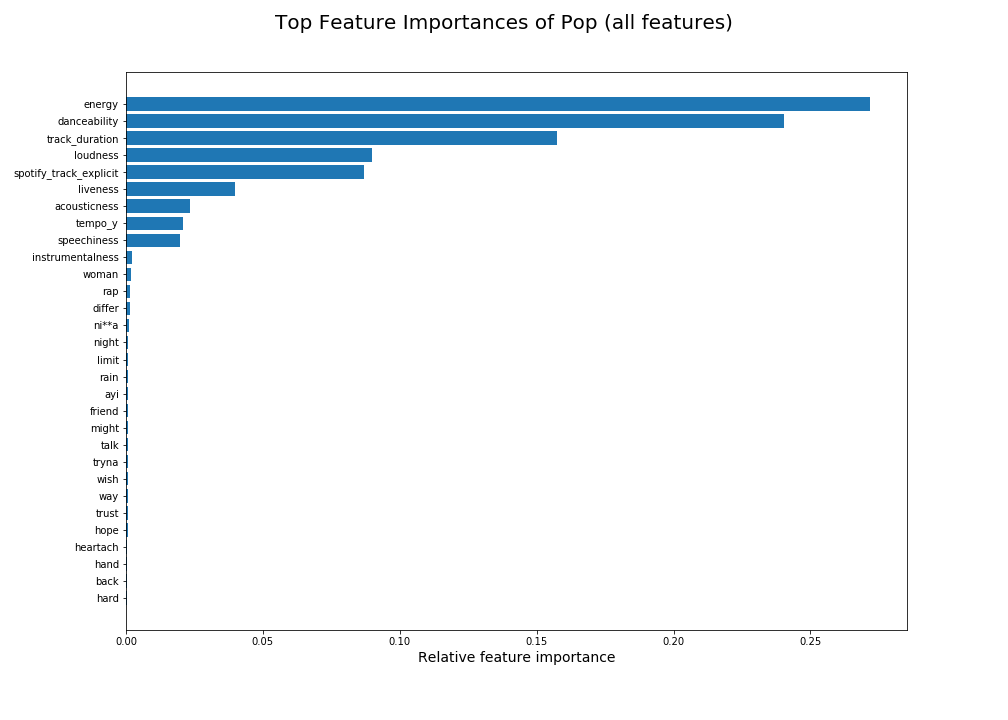 Top Feature Importances of Pop (all features)
energy
danceability
track_duration
loudness
spotify_track_explicit
liveness
acousticness
tempo_y
speechiness
instrumentalness
woman
rap
differ
ni**a
night
limit
rain
ayi
friend
might
talk
tryna
wish
way
trust
hope
heartach
hand
back
hard
0.00 0.05 0.10 0.15 0.20 0.25
Relative feature importance